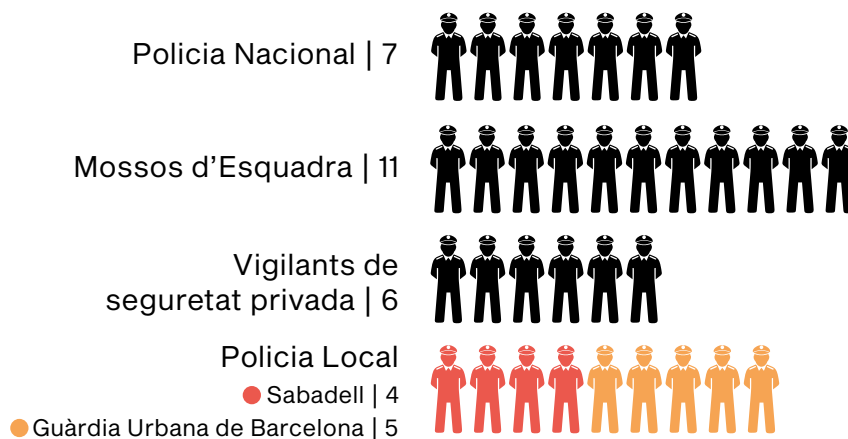 Policia Nacional | 7
Mossos d’Esquadra | 11
Vigilants de
seguretat privada | 6
Policia Local
Sabadell | 4
Guàrdia Urbana de Barcelona | 5